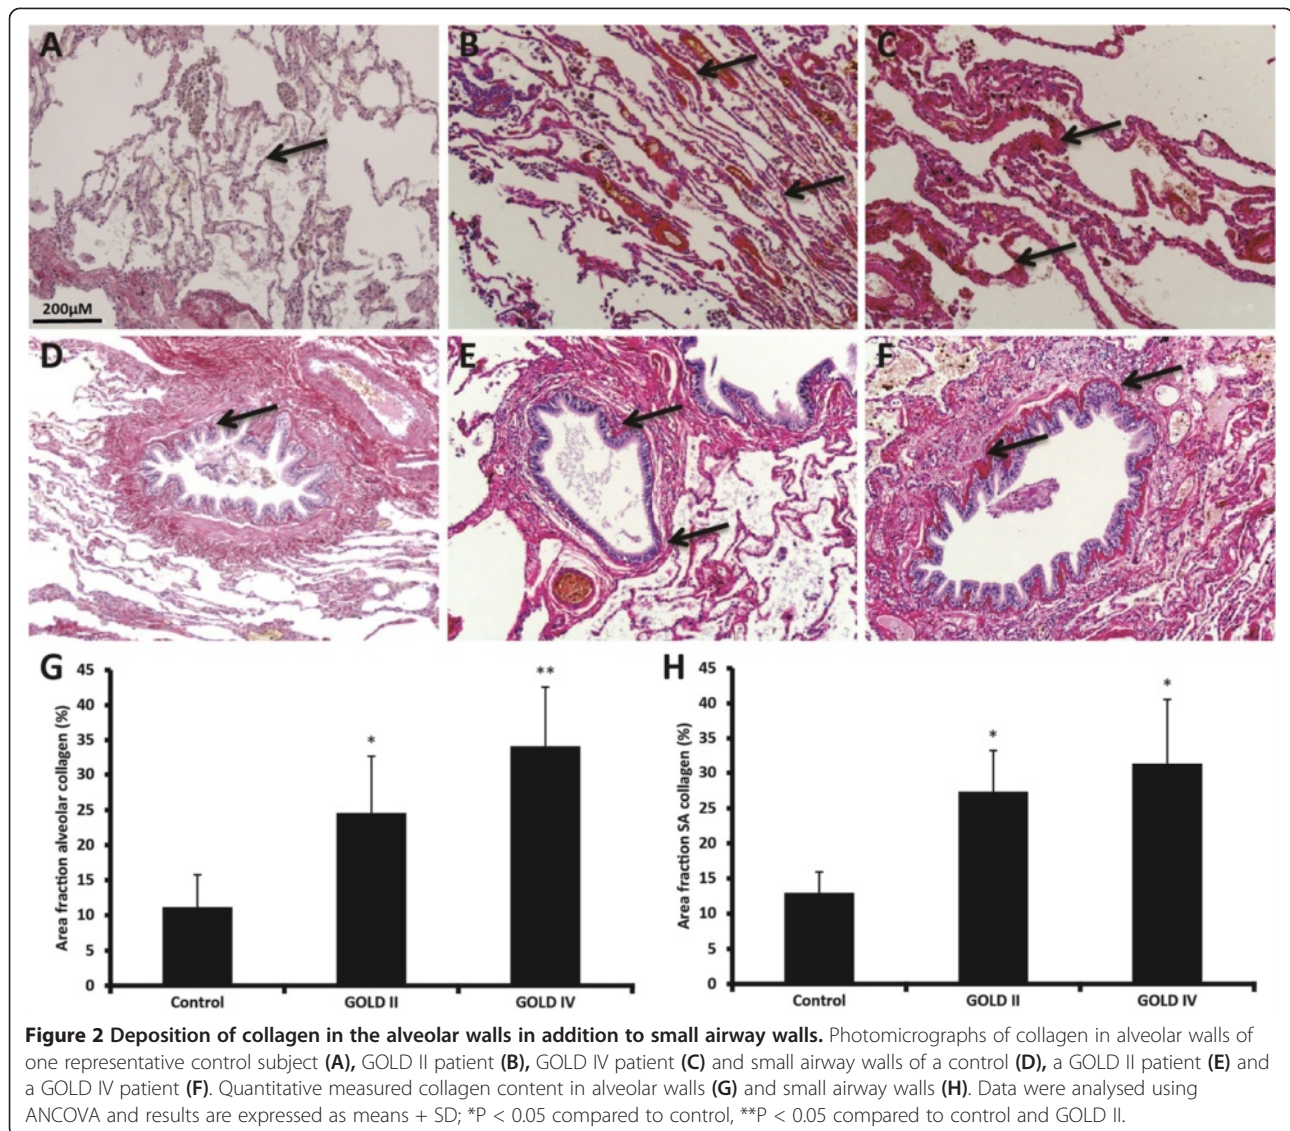 A
B
C
200µM
D
E
F
G
Area fraction alveolar collagen (%)
45
40
35
30
25
20
15
10
5
0
*
**
Control
GOLD II
GOLD IV
H
Area fraction SA collagen (%)
45
40
35
30
25
20
15
10
5
0
*
*
Control
GOLD II
GOLD IV
Figure 2 Deposition of collagen in the alveolar walls in addition to small airway walls. Photomicrographs of collagen in alveolar walls of
one representative control subject (A), GOLD II patient (B), GOLD IV patient (C) and small airway walls of a control (D), a GOLD II patient (E) and
a GOLD IV patient (F). Quantitative measured collagen content in alveolar walls (G) and small airway walls (H). Data were analysed using
ANCOVA and results are expressed as means + SD; *P < 0.05 compared to control, **P < 0.05 compared to control and GOLD II.